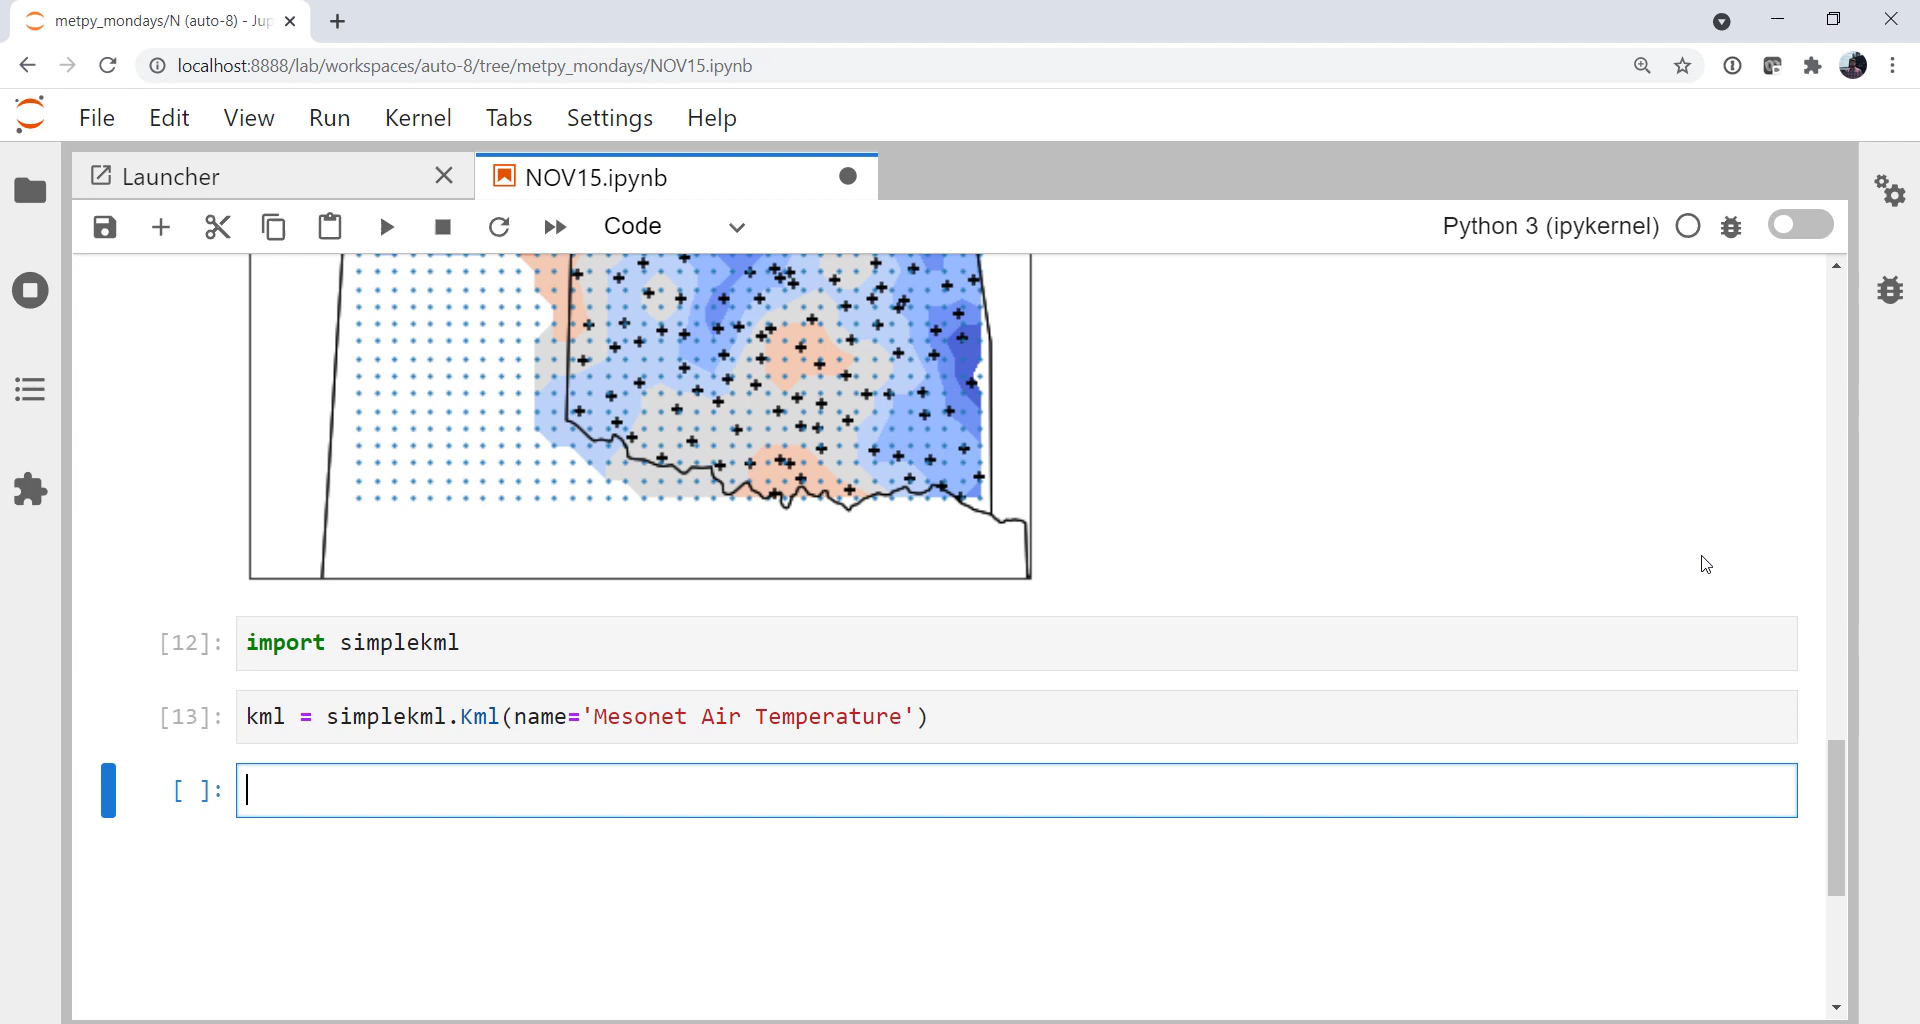 metpy_mondays/N (auto-8) - Jup
localhost:8888/lab/workspaces/auto-8/tree/metpy_mondays/NOV15.ipynb
File Edit View Run Kernel Tabs Settings Help
Launcher
NOV15.ipynb
Code
Python 3 (ipykernel)
[12]: import simplekml
[13]: kml = simplekml.Kml(name='Mesonet Air Temperature')
[ ]: